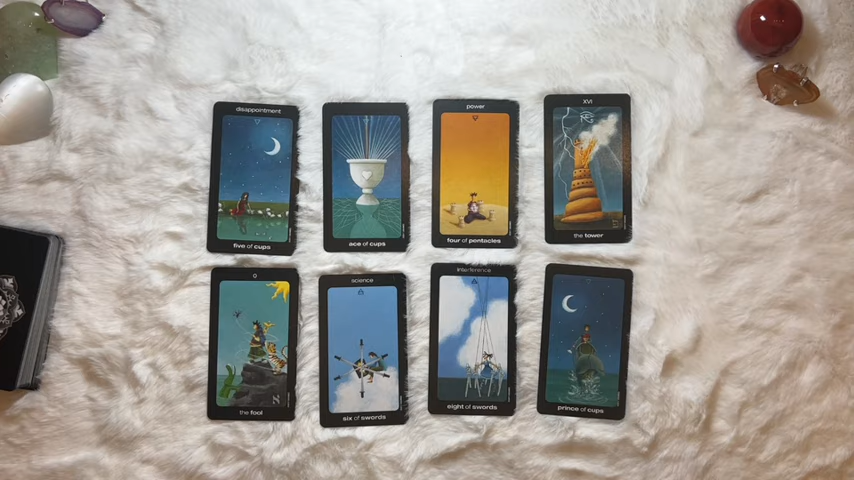 disappointment
five of cups
ace of cups
power
four of pentacles
XVI
the tower
0
the fool
science
six of swords
interference
eight of swords
prince of cups